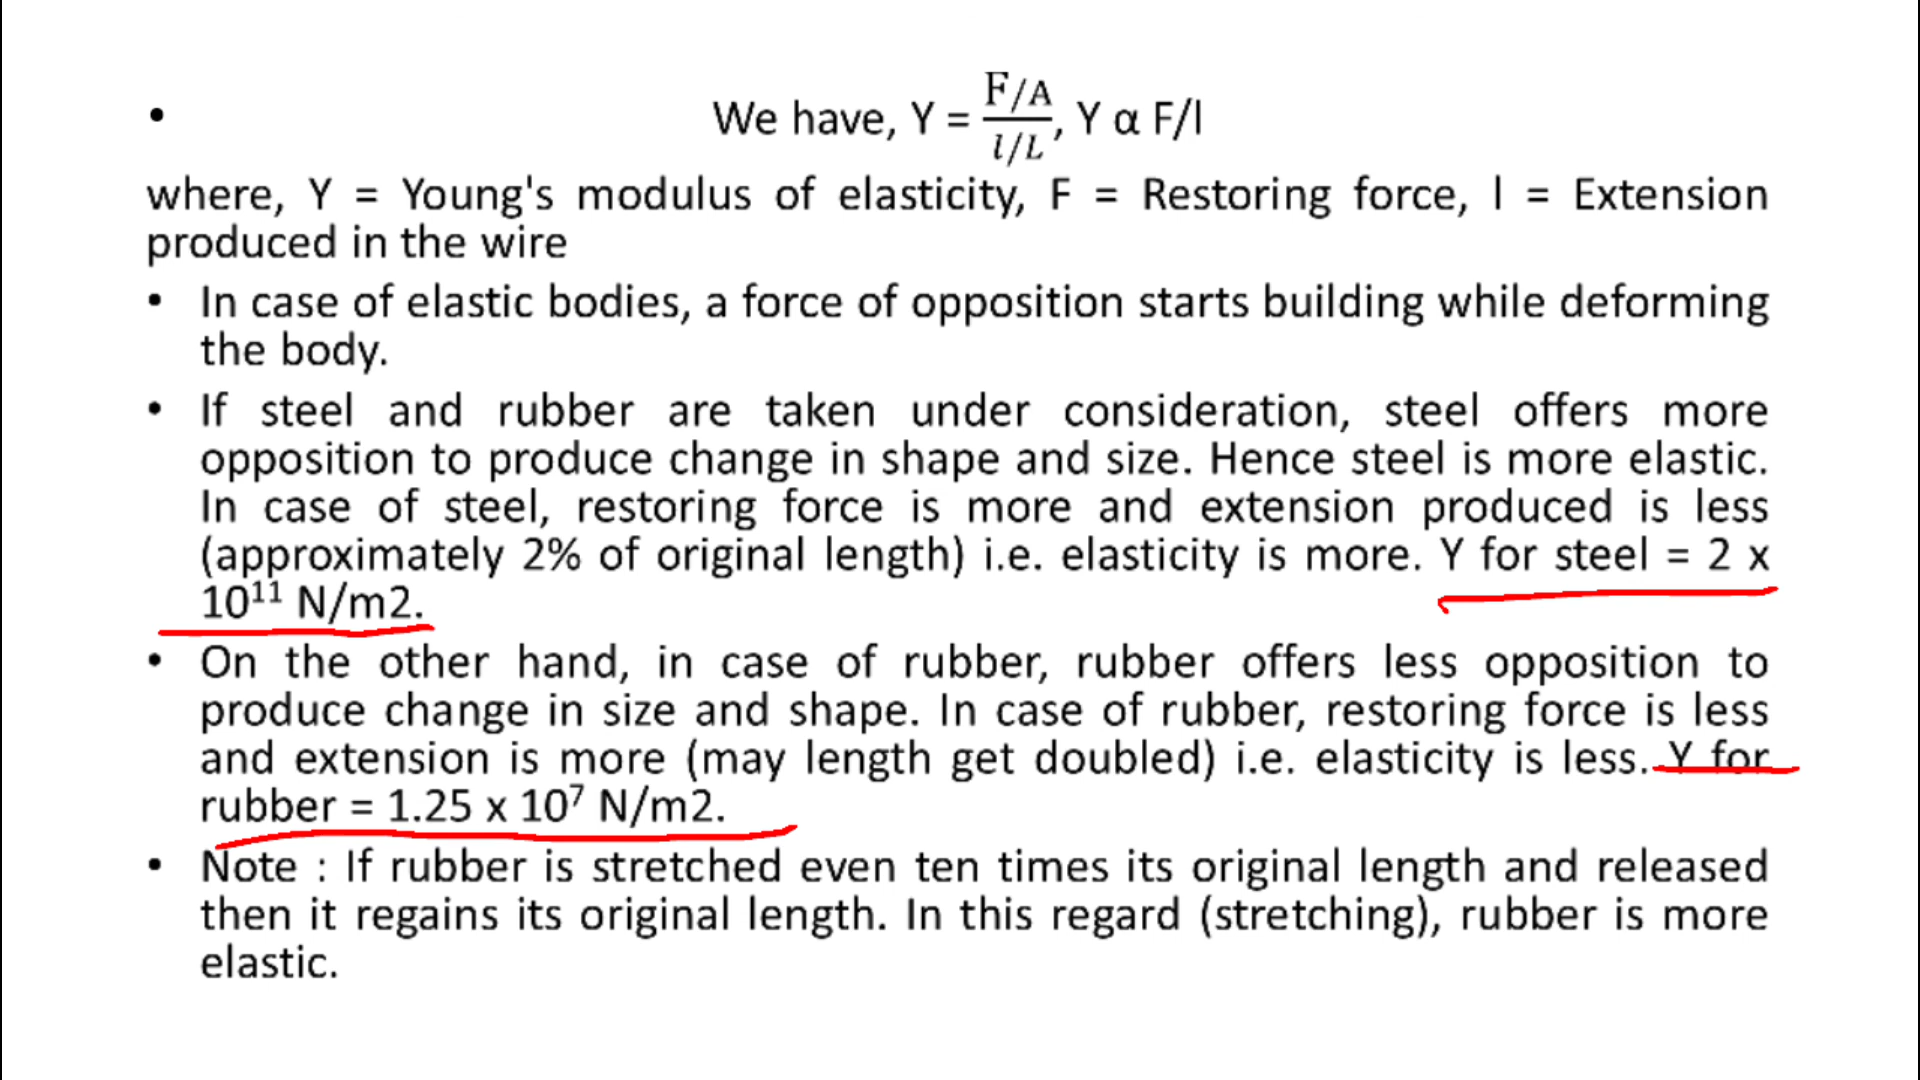 • We have, Y = F/A / l/L, Y α F/l
where, Y = Young's modulus of elasticity, F = Restoring force, l = Extension
produced in the wire
• In case of elastic bodies, a force of opposition starts building while deforming
the body.
• If steel and rubber are taken under consideration, steel offers more
opposition to produce change in shape and size. Hence steel is more elastic.
In case of steel, restoring force is more and extension produced is less
(approximately 2% of original length) i.e. elasticity is more. Y for steel = 2 x
10¹¹ N/m2.
• On the other hand, in case of rubber, rubber offers less opposition to
produce change in size and shape. In case of rubber, restoring force is less
and extension is more (may length get doubled) i.e. elasticity is less. Y for
rubber = 1.25 x 10⁷ N/m2.
• Note : If rubber is stretched even ten times its original length and released
then it regains its original length. In this regard (stretching), rubber is more
elastic.